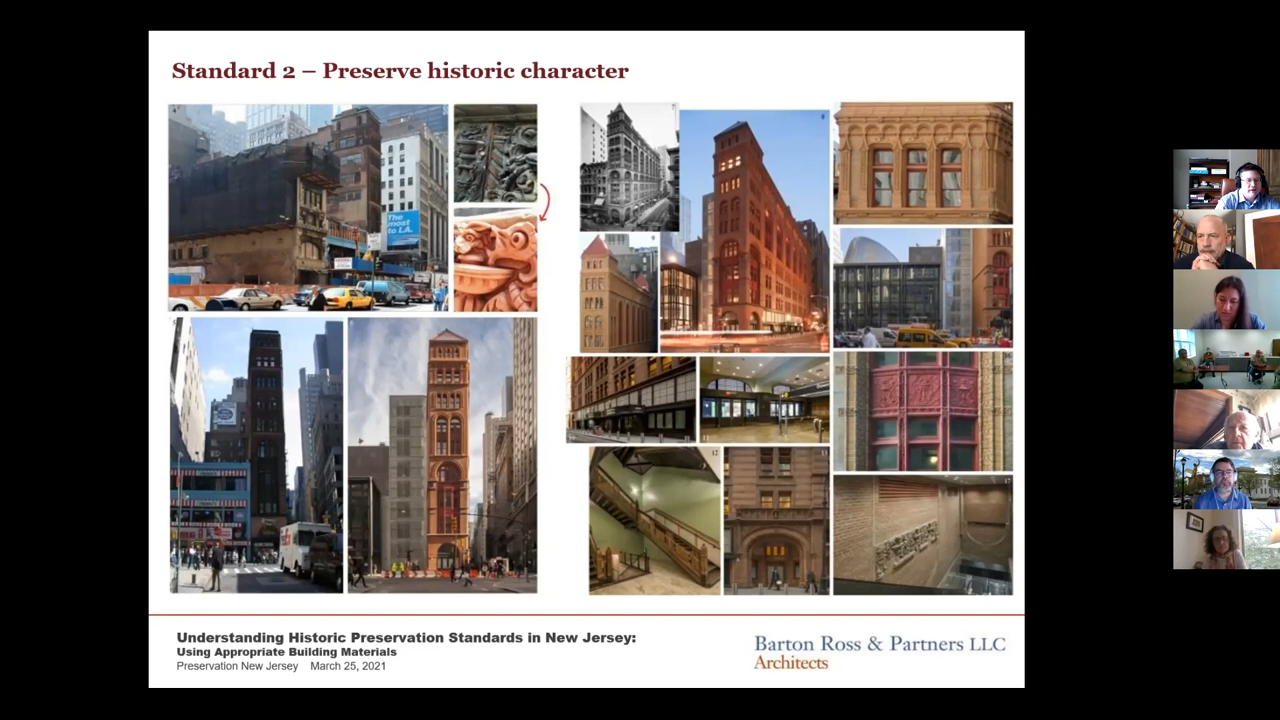 Standard 2 – Preserve historic character
The
most
to L.A.
Understanding Historic Preservation Standards in New Jersey:
Using Appropriate Building Materials
Preservation New Jersey March 25, 2021
Barton Ross & Partners LLC
Architects